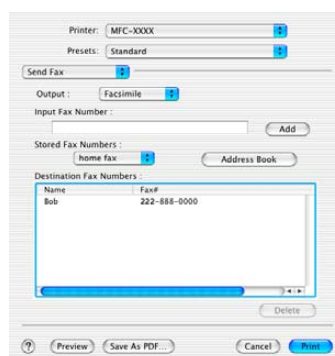 Printer: MFC-XXXX
Presets: Standard
Send Fax
Output : Facsimile
Input Fax Number :
Add
Stored Fax Numbers :
home fax Address Book
Destination Fax Numbers :
Name Fax#
Bob 222-888-0000
Delete
? Preview Save As PDF... Cancel Print